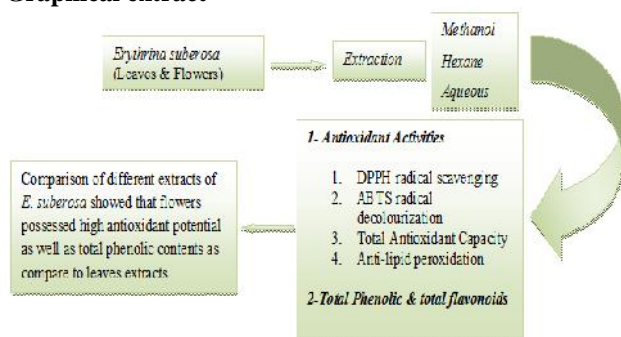 Graphical extract
Erythrina suberosa
(Leaves & Flowers)
Extraction
Methanol
Hexane
Aqueous
1- Antioxidant Activities
1. DPPH radical scavenging
2. ABTS radical
decolourization
3. Total Antioxidant Capacity
4. Anti-lipid peroxidation
2-Total Phenolic & total flavonoids
Comparison of different extracts of
E. suberosa showed that flowers
possessed high antioxidant potential
as well as total phenolic contents as
compare to leaves extracts